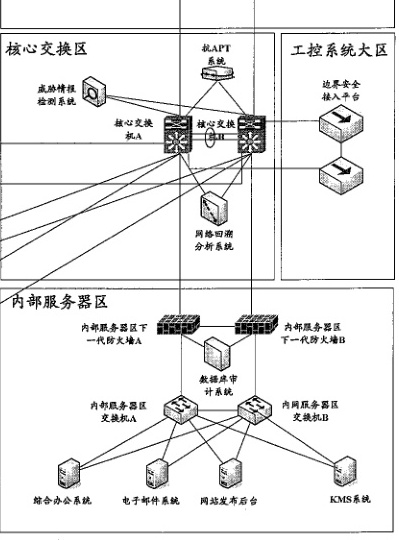 核心交换区
抗APT
系统
工控系统大区
威胁情报
检测系统
边界安全
接入平台
核心交换
机A
核心交换
机B
网络回溯
分析系统
内部服务器区
内部服务器区下
一代防火墙A
内部服务器区
下一代防火墙B
数据库审
计系统
内部服务器区
交换机A
内网服务器区
交换机B
综合办公系统
电子邮件系统
网站发布后台
KMS系统